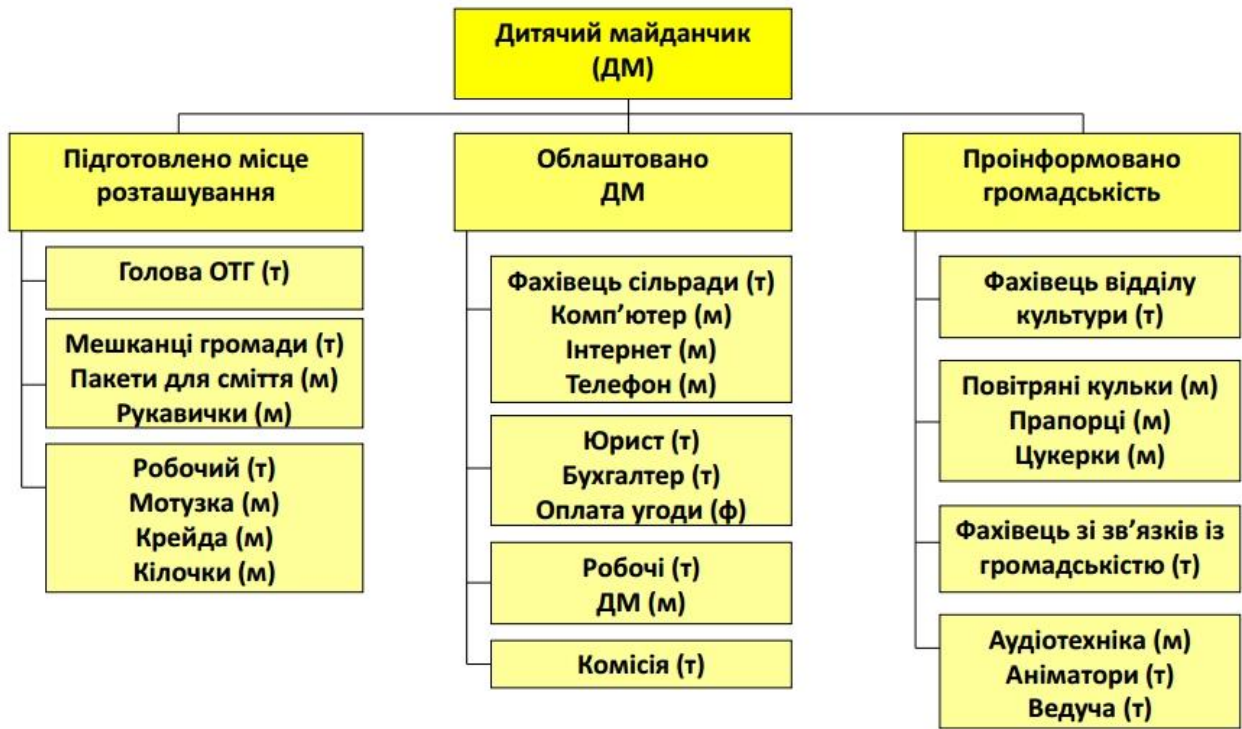 Дитячий майданчик
(ДМ)
Підготовлено місце
розташування
Голова ОТГ (т)
Мешканці громади (т)
Пакети для сміття (м)
Рукавички (м)
Робочий (т)
Мотузка (м)
Крейда (м)
Кілочки (м)
Облаштовано
ДМ
Фахівець сільради (т)
Комп’ютер (м)
Інтернет (м)
Телефон (м)
Юрист (т)
Бухгалтер (т)
Оплата угоди (ф)
Робочі (т)
ДМ (м)
Комісія (т)
Проінформовано
громадськість
Фахівець відділу
культури (т)
Повітряні кульки (м)
Прапорці (м)
Цукерки (м)
Фахівець зі зв’язків із
громадськістю (т)
Аудіотехніка (м)
Аніматори (т)
Ведуча (т)